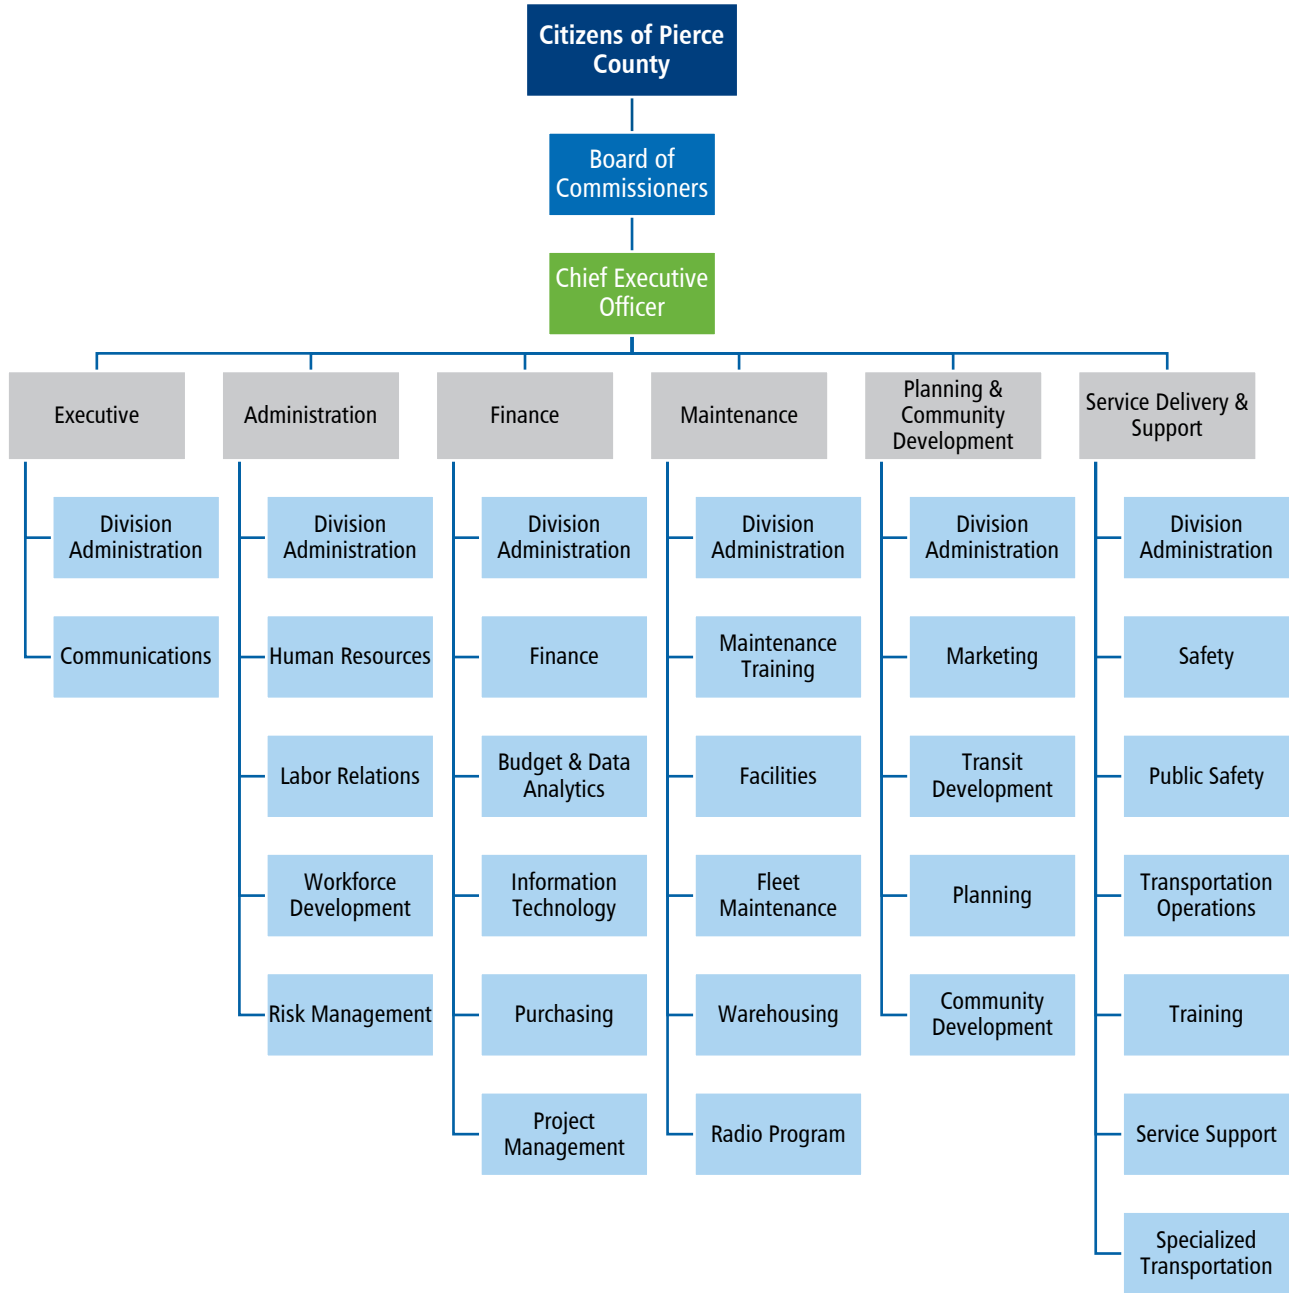 Citizens of Pierce
County
Board of
Commissioners
Chief Executive
Officer
Executive
Division
Administration
Communications
Administration
Division
Administration
Human Resources
Labor Relations
Workforce
Development
Risk Management
Finance
Division
Administration
Finance
Budget & Data
Analytics
Information
Technology
Purchasing
Project
Management
Maintenance
Division
Administration
Maintenance
Training
Facilities
Fleet
Maintenance
Warehousing
Radio Program
Planning &
Community
Development
Division
Administration
Marketing
Transit
Development
Planning
Community
Development
Service Delivery &
Support
Division
Administration
Safety
Public Safety
Transportation
Operations
Training
Service Support
Specialized
Transportation